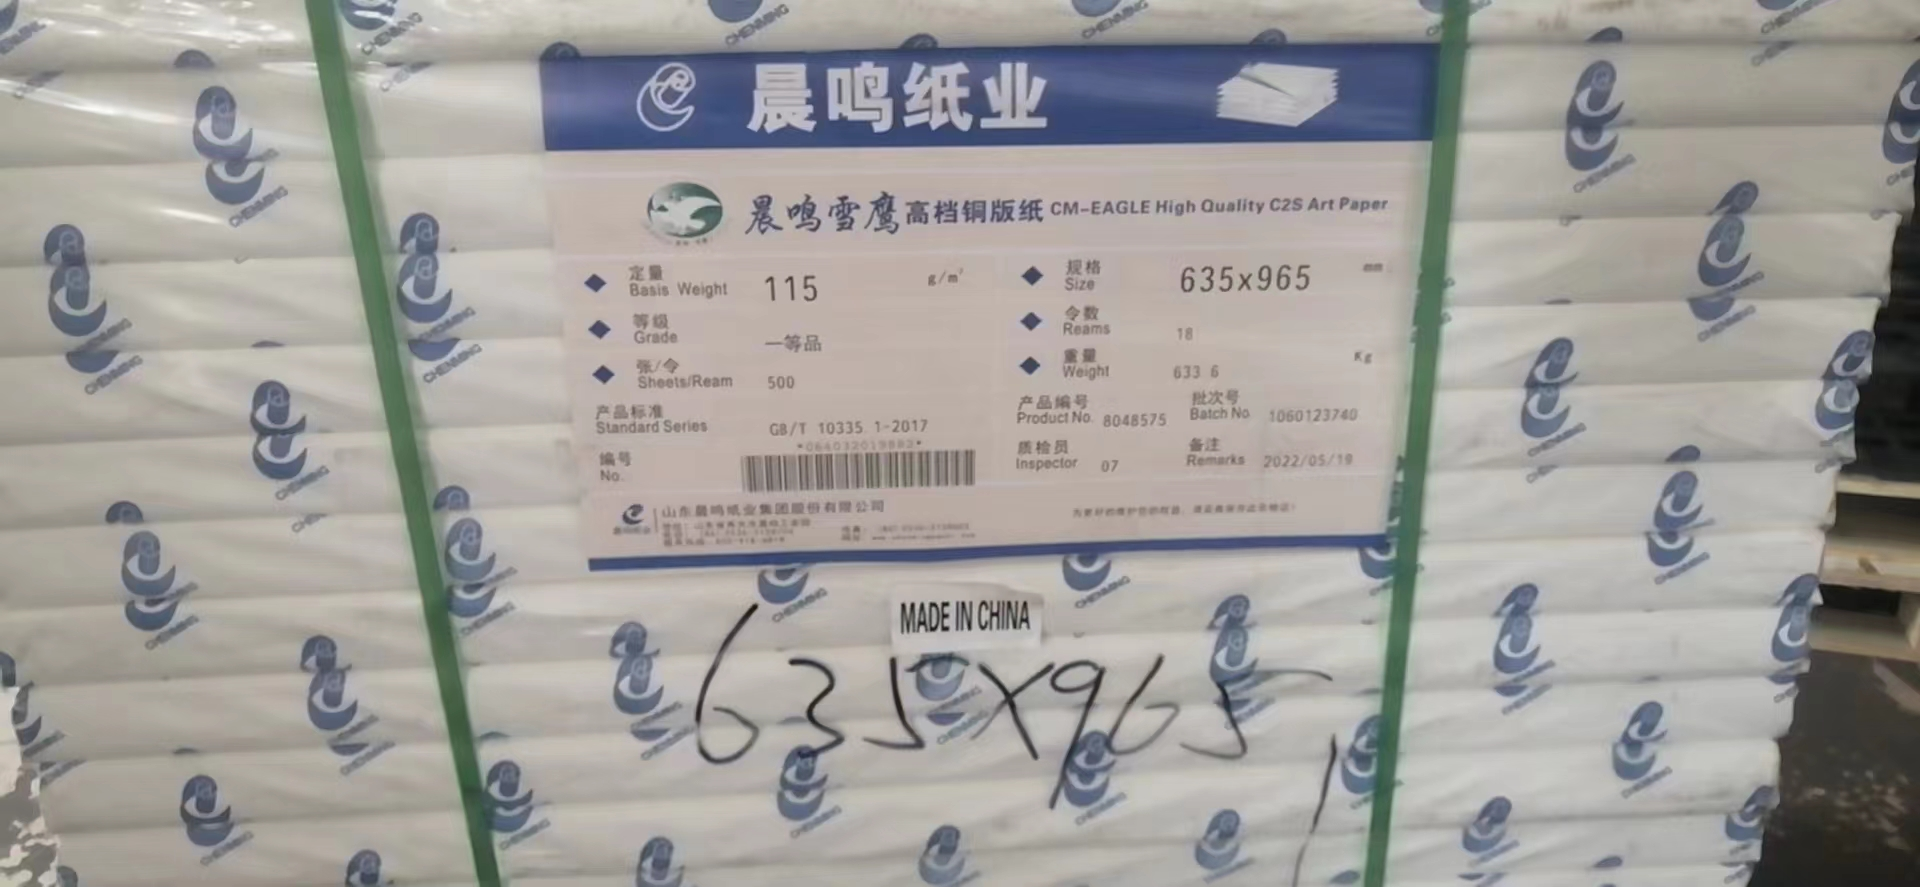 晨鸣纸业
晨鸣雪鹰 高档铜版纸 CM-EAGLE High Quality C2S Art Paper
定量
Basis Weight 115 g/m²
规格
Size 635x965 mm
等级
Grade 一等品
令数
Reams 18
张/令
Sheets/Ream 500
重量
Weight 633 6 Kg
产品标准
Standard Series GB/T 10335 1-2017
产品编号
Product No. 8048575
批次号
Batch No 1060123740
编号
No.
质检员
Inspector 07
备注
Remarks 2022/05/19
山东晨鸣纸业集团股份有限公司
MADE IN CHINA
635X965
CHENMING